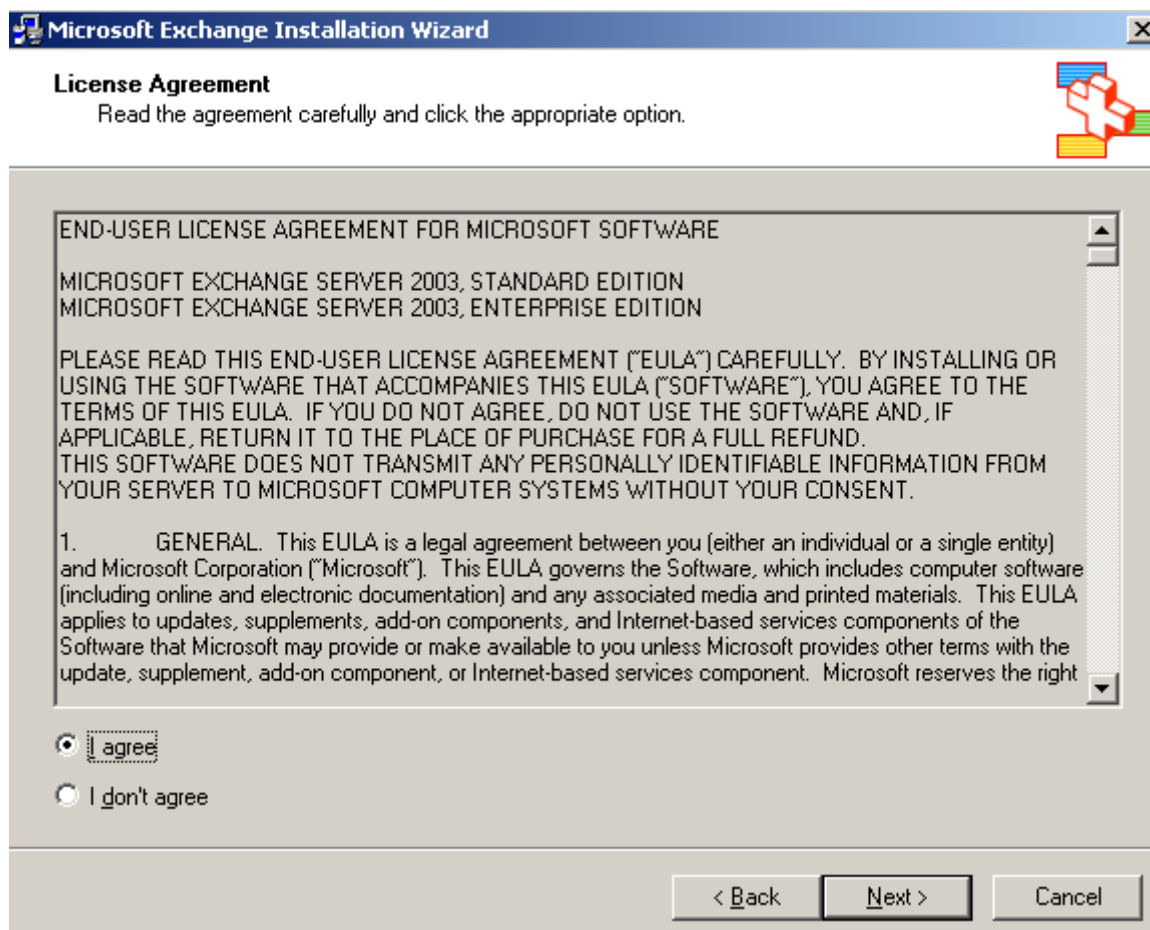 Microsoft Exchange Installation Wizard
License Agreement
Read the agreement carefully and click the appropriate option.
END-USER LICENSE AGREEMENT FOR MICROSOFT SOFTWARE
MICROSOFT EXCHANGE SERVER 2003, STANDARD EDITION
MICROSOFT EXCHANGE SERVER 2003, ENTERPRISE EDITION
PLEASE READ THIS END-USER LICENSE AGREEMENT ("EULA") CAREFULLY.  BY INSTALLING OR
USING THE SOFTWARE THAT ACCOMPANIES THIS EULA ("SOFTWARE"), YOU AGREE TO THE
TERMS OF THIS EULA.  IF YOU DO NOT AGREE, DO NOT USE THE SOFTWARE AND, IF
APPLICABLE, RETURN IT TO THE PLACE OF PURCHASE FOR A FULL REFUND.
THIS SOFTWARE DOES NOT TRANSMIT ANY PERSONALLY IDENTIFIABLE INFORMATION FROM
YOUR SERVER TO MICROSOFT COMPUTER SYSTEMS WITHOUT YOUR CONSENT.
1. GENERAL.  This EULA is a legal agreement between you (either an individual or a single entity)
and Microsoft Corporation ("Microsoft").  This EULA governs the Software, which includes computer software
(including online and electronic documentation) and any associated media and printed materials.  This EULA
applies to updates, supplements, add-on components, and Internet-based services components of the
Software that Microsoft may provide or make available to you unless Microsoft provides other terms with the
update, supplement, add-on component, or Internet-based services component.  Microsoft reserves the right
I agree
I don't agree
< Back
Next >
Cancel